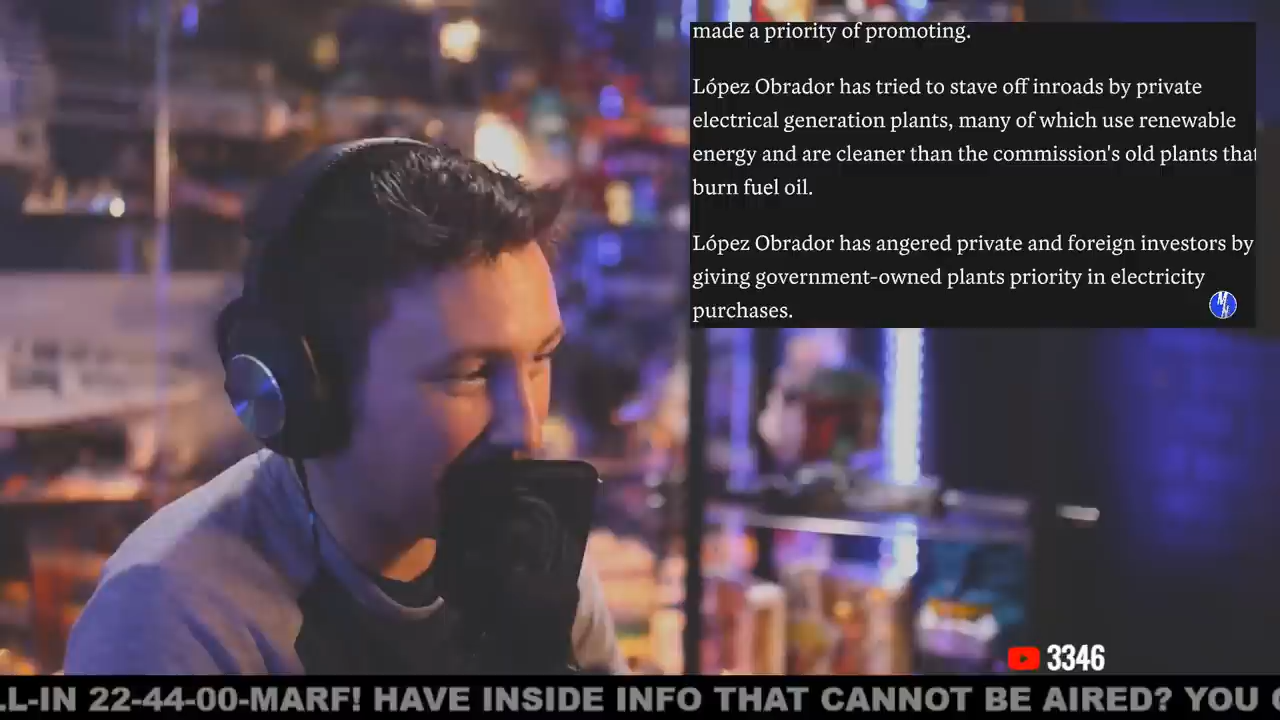 made a priority of promoting.
López Obrador has tried to stave off inroads by private
electrical generation plants, many of which use renewable
energy and are cleaner than the commission's old plants that
burn fuel oil.
López Obrador has angered private and foreign investors by
giving government-owned plants priority in electricity
purchases.
3346
LL-IN 22-44-00-MARF! HAVE INSIDE INFO THAT CANNOT BE AIRED? YOU